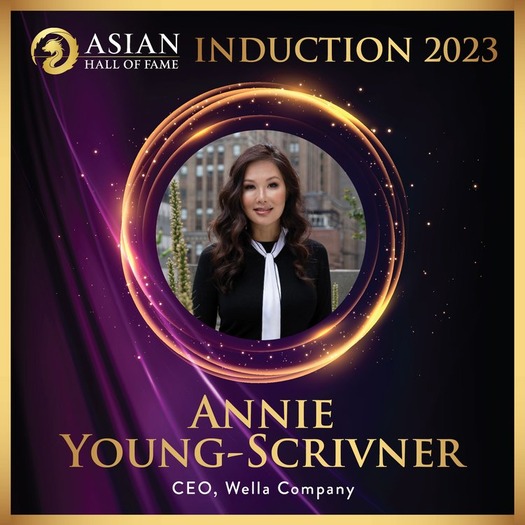 ASIAN
HALL OF FAME
INDUCTION 2023
ANNIE
YOUNG-SCRIVNER
CEO, Wella Company